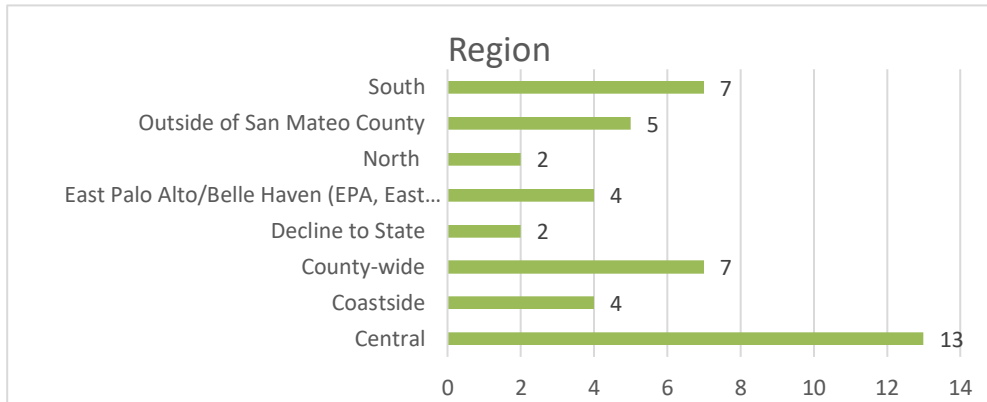 Region
South 7
Outside of San Mateo County 5
North 2
East Palo Alto/Belle Haven (EPA, East... 4
Decline to State 2
County-wide 7
Coastside 4
Central 13
0 2 4 6 8 10 12 14